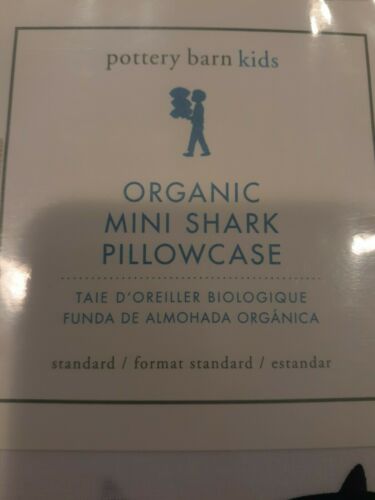 pottery barn kids
ORGANIC
MINI SHARK
PILLOWCASE
TAIE D'OREILLER BIOLOGIQUE
FUNDA DE ALMOHADA ORGÁNICA
standard / format standard / estandar